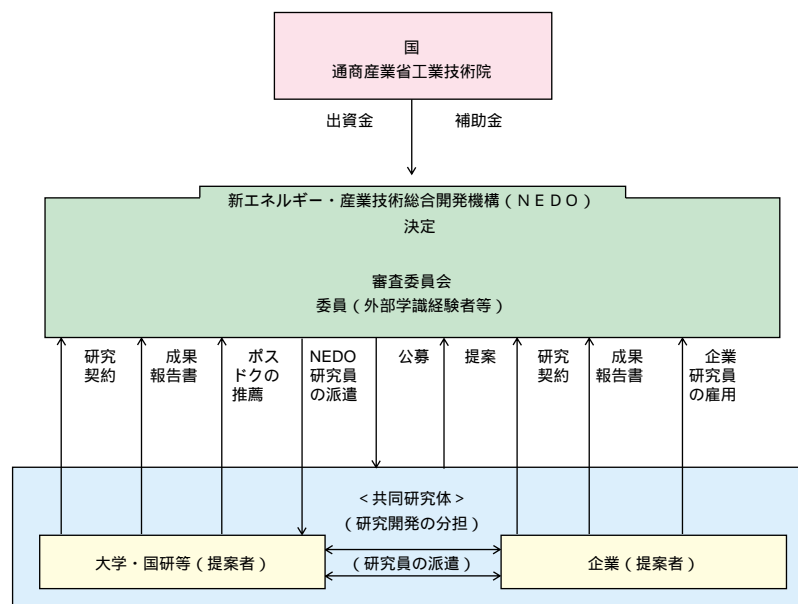 国
通商産業省工業技術院
出資金
補助金
新エネルギー・産業技術総合開発機構(NEDO)
決定
審査委員会
委員(外部学識経験者等)
研究
契約
成果
報告書
ポス
ドクの
推薦
NEDO
研究員
の派遣
公募
提案
研究
契約
成果
報告書
企業
研究員
の雇用
<共同研究体>
(研究開発の分担)
大学・国研等(提案者)
(研究員の派遣)
企業(提案者)